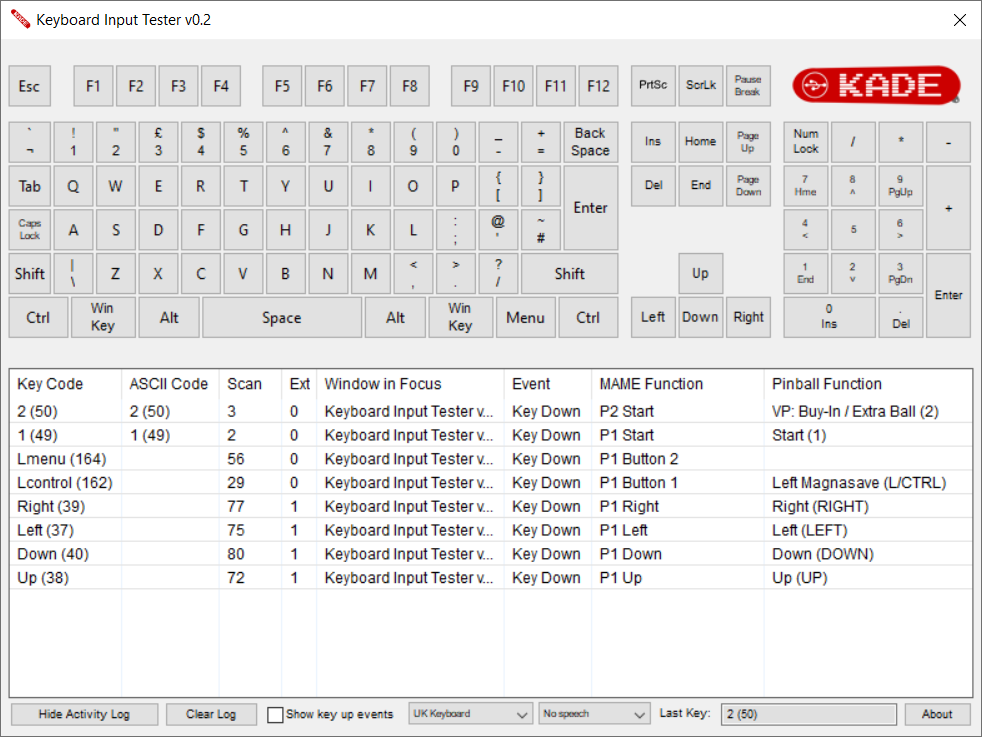 Keyboard Input Tester v0.2
Esc F1 F2 F3 F4 F5 F6 F7 F8 F9 F10 F11 F12 PrtSc ScrLk Pause Break KADE
` ¬ ! 1 " 2 £ 3 $ 4 % 5 ^ 6 & 7 * 8 ( 9 ) 0 _ - + = Back Space Ins Home Page Up Num Lock / * -
Tab Q W E R T Y U I O P { [ } ] Enter Del End Page Down 7 Hme 8 ^ 9 PgUp +
Caps Lock A S D F G H J K L : ; @ ' ~ # 4 < 5 6 >
Shift | \ Z X C V B N M < , > . ? / Shift Up 1 End 2 v 3 PgDn Enter
Ctrl Win Key Alt Space Alt Win Key Menu Ctrl Left Down Right 0 Ins . Del
Key Code ASCII Code Scan Ext Window in Focus Event MAME Function Pinball Function
2 (50) 2 (50) 3 0 Keyboard Input Tester v... Key Down P2 Start VP: Buy-In / Extra Ball (2)
1 (49) 1 (49) 2 0 Keyboard Input Tester v... Key Down P1 Start Start (1)
Lmenu (164) 56 0 Keyboard Input Tester v... Key Down P1 Button 2
Lcontrol (162) 29 0 Keyboard Input Tester v... Key Down P1 Button 1 Left Magnasave (L/CTRL)
Right (39) 77 1 Keyboard Input Tester v... Key Down P1 Right Right (RIGHT)
Left (37) 75 1 Keyboard Input Tester v... Key Down P1 Left Left (LEFT)
Down (40) 80 1 Keyboard Input Tester v... Key Down P1 Down Down (DOWN)
Up (38) 72 1 Keyboard Input Tester v... Key Down P1 Up Up (UP)
Hide Activity Log Clear Log Show key up events UK Keyboard No speech Last Key: 2 (50) About